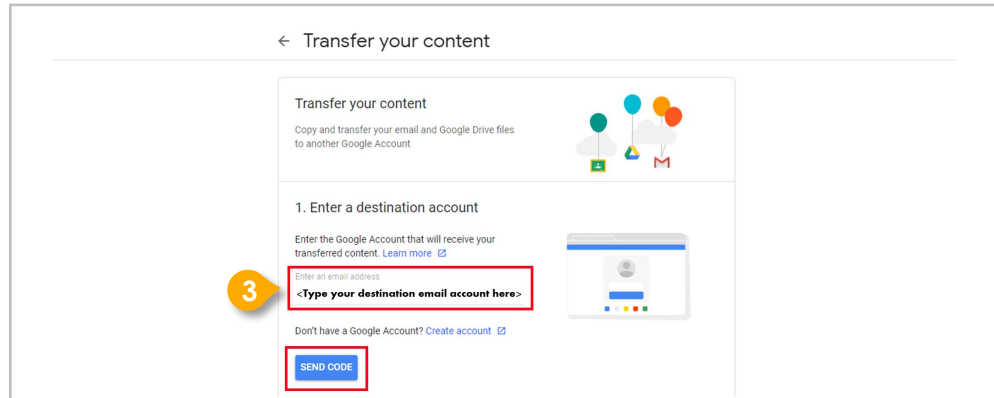 ← Transfer your content
Transfer your content
Copy and transfer your email and Google Drive files
to another Google Account
1. Enter a destination account
Enter the Google Account that will receive your
transferred content. Learn more
Enter an email address
<Type your destination email account here>
3
Don't have a Google Account? Create account
SEND CODE